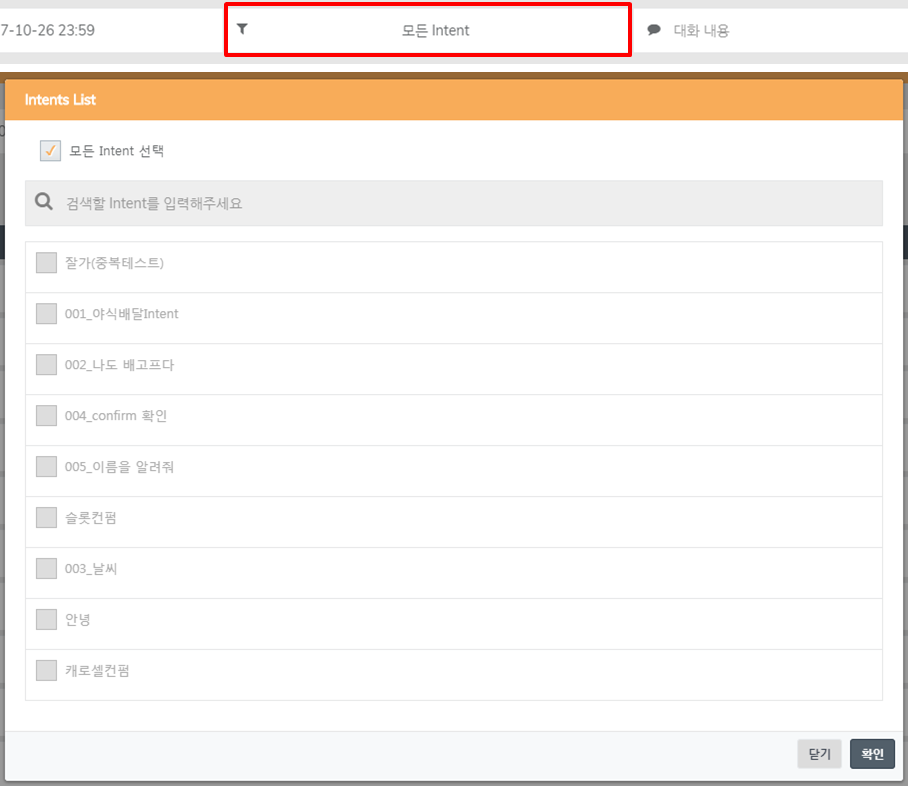 7-10-26 23:59 모든 Intent 대화 내용
Intents List
모든 Intent 선택
검색할 Intent를 입력해주세요
잘가(중복테스트)
001_야식배달Intent
002_나도 배고프다
004_confirm 확인
005_이름을 알려줘
슬롯컨펌
003_날씨
안녕
캐로셀컨펌
닫기 확인